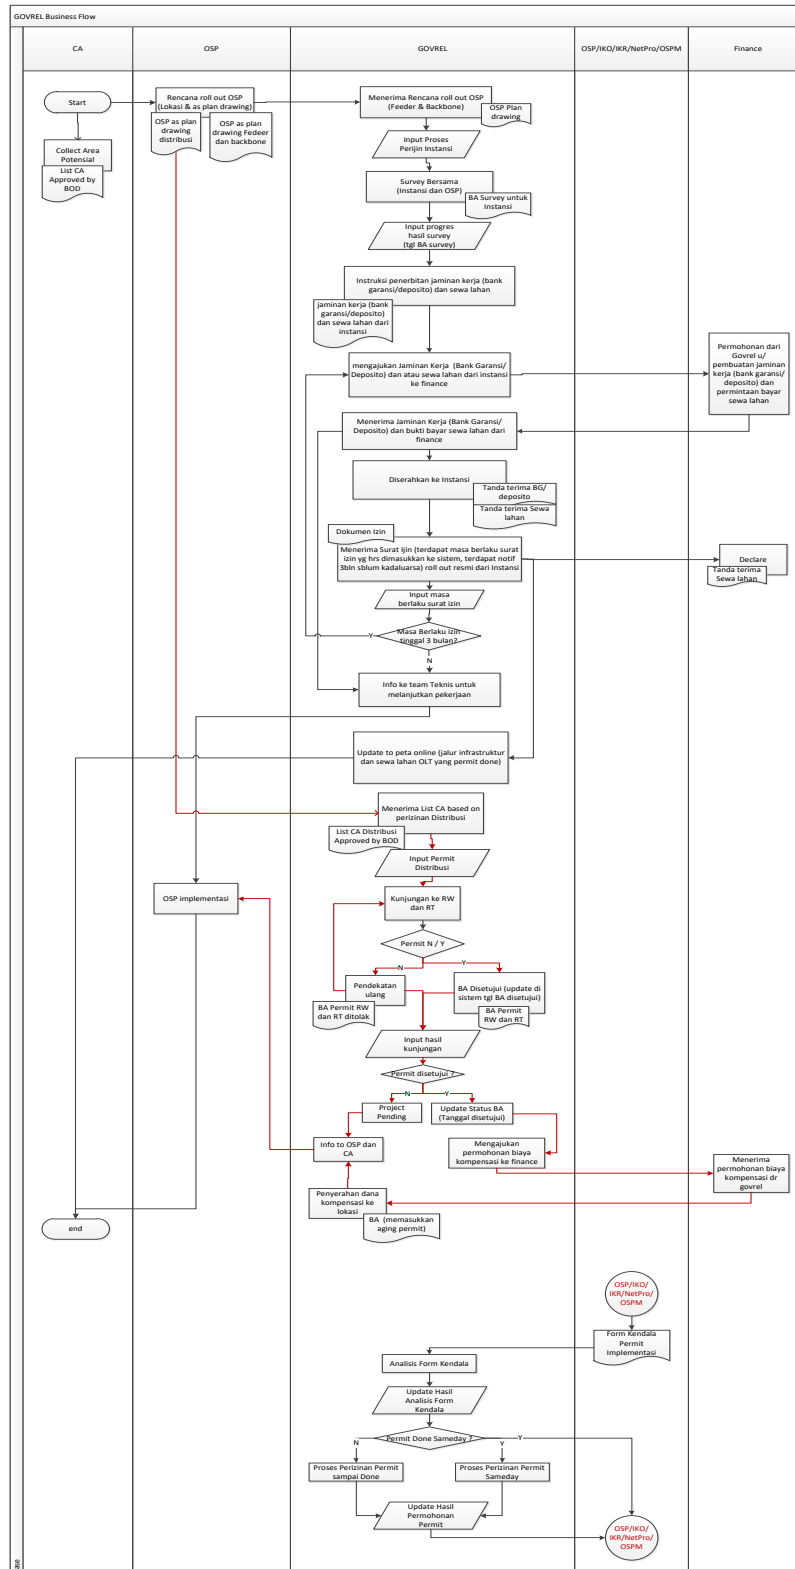 GOVREL Business Flow
CA
OSP
GOVREL
OSP/IKO/IKR/NetPro/OSPM
Finance
Start
Rencana roll out OSP
(Lokasi & as plan drawing)
OSP as plan
drawing
distribusi
OSP as plan
drawing Fedeer
dan backbone
Menerima Rencana roll out OSP
(Feeder & Backbone)
OSP Plan
drawing
Collect Area
Potensial
List CA
Approved by
BOD
Input Proses
Perijin Instansi
Survey Bersama
(Instansi dan OSP)
BA Survey untuk
Instansi
Input progres
hasil survey
(tgl BA survey)
Instruksi penerbitan jaminan kerja (bank
garansi/deposito) dan sewa lahan
jaminan kerja (bank
garansi/deposito)
dan sewa lahan dari
instansi
mengajukan Jaminan Kerja (Bank Garansi/
Deposito) dan atau sewa lahan dari instansi
ke finance
Permohonan dari
Govrel u/
pembuatan jaminan
kerja (bank garansi/
deposito) dan
permintaan bayar
sewa lahan
Menerima Jaminan Kerja (Bank Garansi/
Deposito) dan bukti bayar sewa lahan dari
finance
Diserahkan ke Instansi
Tanda terima BG/
deposito
Tanda terima Sewa
lahan
Dokumen Izin
Menerima Surat Ijin (terdapat masa berlaku surat
izin yg hrs dimasukkan ke sistem, terdapat notif
3bln sblum kadaluarsa) roll out resmi dari Instansi
Declare
Tanda terima
Sewa lahan
Input masa
berlaku surat izin
Masa Berlaku izin
tinggal 3 bulan?
Y
N
Info ke team Teknis untuk
melanjutkan pekerjaan
Update to peta online (jalur infrastruktur
dan sewa lahan OLT yang permit done)
Menerima List CA based on
perizinan Distribusi
List CA DIstribusi
Approved by BOD
Input Permit
Distribusi
OSP implementasi
Kunjungan ke RW
dan RT
Permit N / Y
N
Y
Pendekatan
ulang
BA Permit RW
dan RT ditolak
BA Disetujui (update di
sistem tgl BA disetujui)
BA Permit
RW dan RT
Input hasil
kunjungan
Permit disetujui ?
N
Y
Project
Pending
Update Status BA
(Tanggal disetujui)
Info to OSP dan
CA
Mengajukan
permohonan biaya
kompensasi ke finance
Menerima
permohonan biaya
kompensasi dr
govrel
Penyerahan dana
kompensasi ke
lokasi
BA (memasukkan
aging permit)
end
OSP/IKO/
IKR/NetPro/
OSPM
Form Kendala
Permit
Implementasi
Analisis Form Kendala
Update Hasil
Analisis Form
Kendala
Permit Done Sameday ?
N
Y
Y
Proses Perizinan Permit
sampai Done
Proses Perizinan Permit
Sameday
Update Hasil
Permohonan
Permit
OSP/IKO/
IKR/NetPro/
OSPM